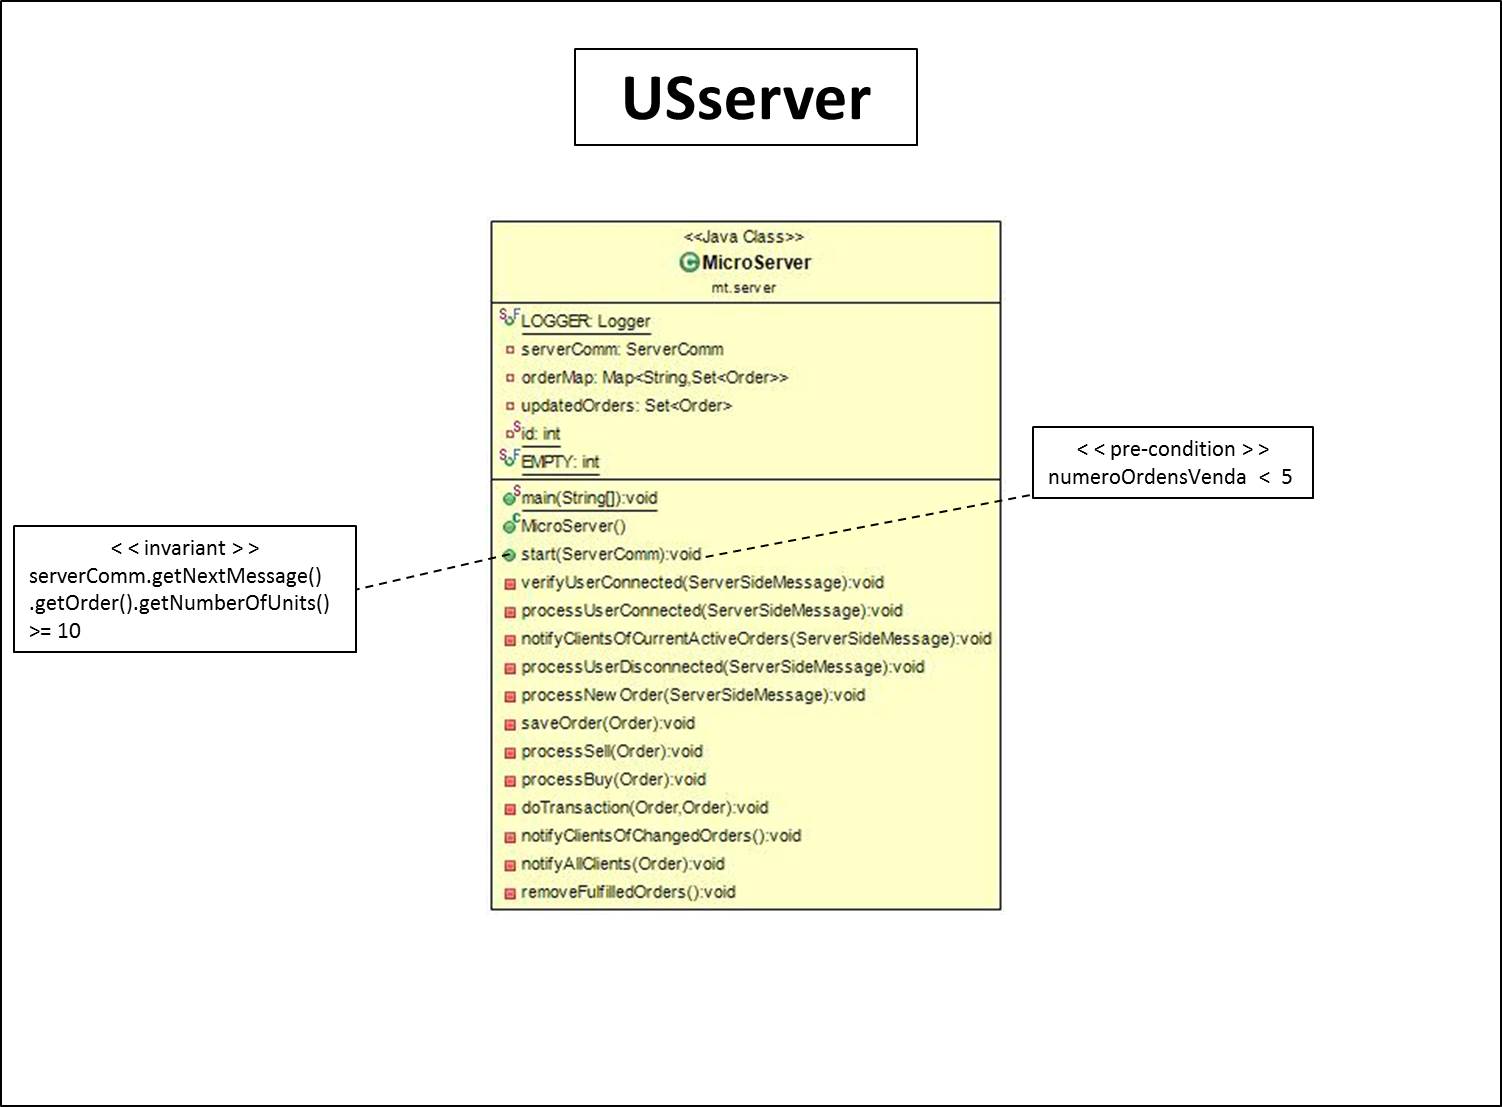 USserver
<<Java Class>>
MicroServer
mt.server
LOGGER: Logger
serverComm: ServerComm
orderMap: Map<String,Set<Order>>
updatedOrders: Set<Order>
id: int
EMPTY: int
main(String[]):void
MicroServer()
start(ServerComm):void
verifyUserConnected(ServerSideMessage):void
processUserConnected(ServerSideMessage):void
notifyClientsOfCurrentActiveOrders(ServerSideMessage):void
processUserDisconnected(ServerSideMessage):void
processNewOrder(ServerSideMessage):void
saveOrder(Order):void
processSell(Order):void
processBuy(Order):void
doTransaction(Order,Order):void
notifyClientsOfChangedOrders():void
notifyAllClients(Order):void
removeFulfilledOrders():void
< < invariant > >
serverComm.getNextMessage()
.getOrder().getNumberOfUnits()
>= 10
< < pre-condition > >
numeroOrdensVenda < 5